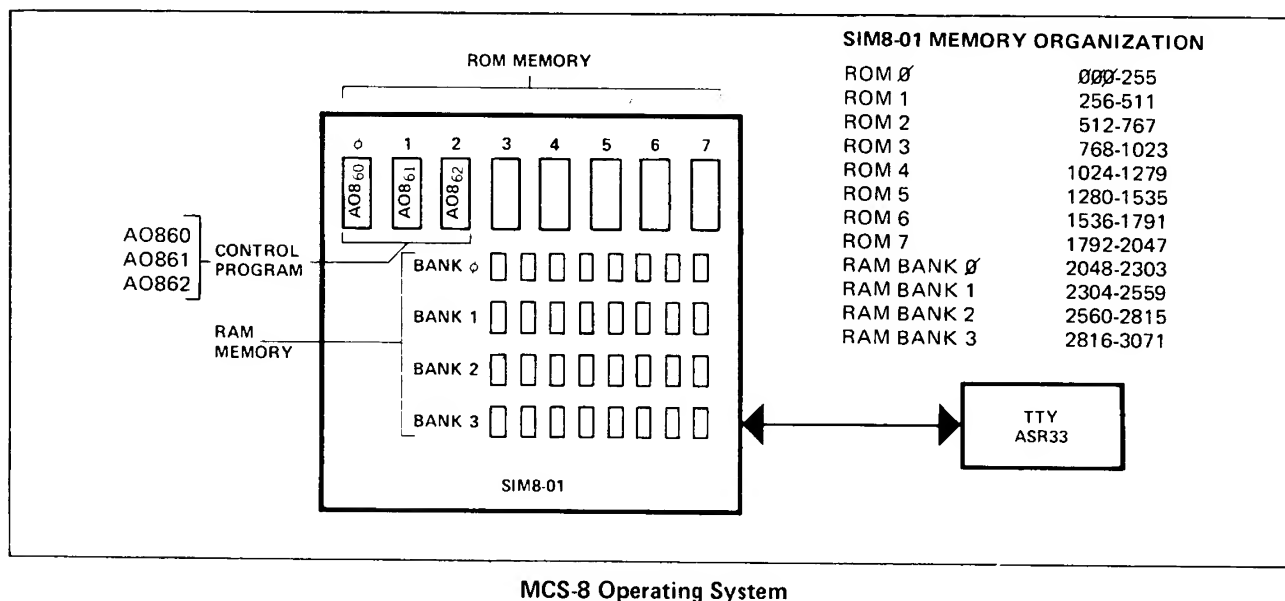 SIM8-01 MEMORY ORGANIZATION
ROM Ø ØØØ-255
ROM 1 256-511
ROM 2 512-767
ROM 3 768-1023
ROM 4 1024-1279
ROM 5 1280-1535
ROM 6 1536-1791
ROM 7 1792-2047
RAM BANK Ø 2048-2303
RAM BANK 1 2304-2559
RAM BANK 2 2560-2815
RAM BANK 3 2816-3071
ROM MEMORY
ø 1 2 3 4 5 6 7
AO860 AO861 AO862
AO860
AO861
AO862
CONTROL
PROGRAM
RAM
MEMORY
BANK ø
BANK 1
BANK 2
BANK 3
SIM8-01
TTY
ASR33
MCS-8 Operating System